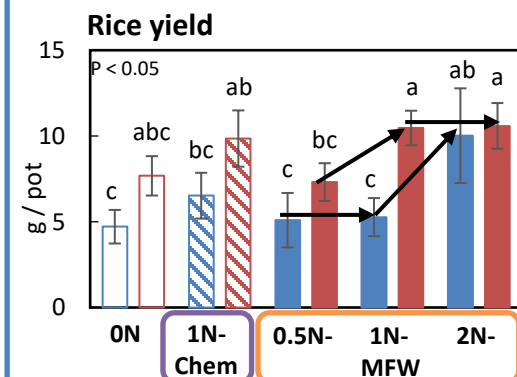 Rice yield
15
P < 0.05
10
5
0
g / pot
c
abc
bc
ab
c
bc
c
a
ab
a
0N
1N-
Chem
0.5N-
1N-
2N-
MFW